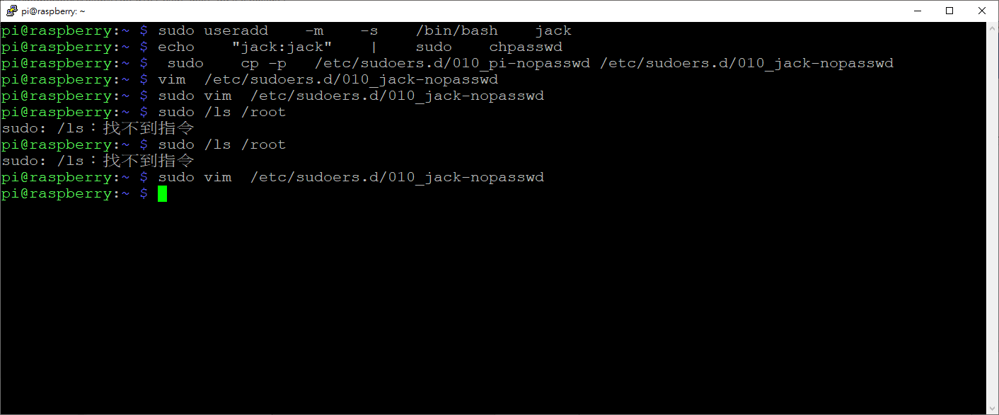 pi@raspberry: ~
pi@raspberry:~ $ sudo useradd    -m    -s    /bin/bash    jack
pi@raspberry:~ $ echo    "jack:jack"    |    sudo    chpasswd
pi@raspberry:~ $  sudo    cp -p   /etc/sudoers.d/010_pi-nopasswd /etc/sudoers.d/010_jack-nopasswd
pi@raspberry:~ $ vim  /etc/sudoers.d/010_jack-nopasswd
pi@raspberry:~ $ sudo vim  /etc/sudoers.d/010_jack-nopasswd
pi@raspberry:~ $ sudo /ls /root
sudo: /ls：找不到指令
pi@raspberry:~ $ sudo /ls /root
sudo: /ls：找不到指令
pi@raspberry:~ $ sudo vim  /etc/sudoers.d/010_jack-nopasswd
pi@raspberry:~ $